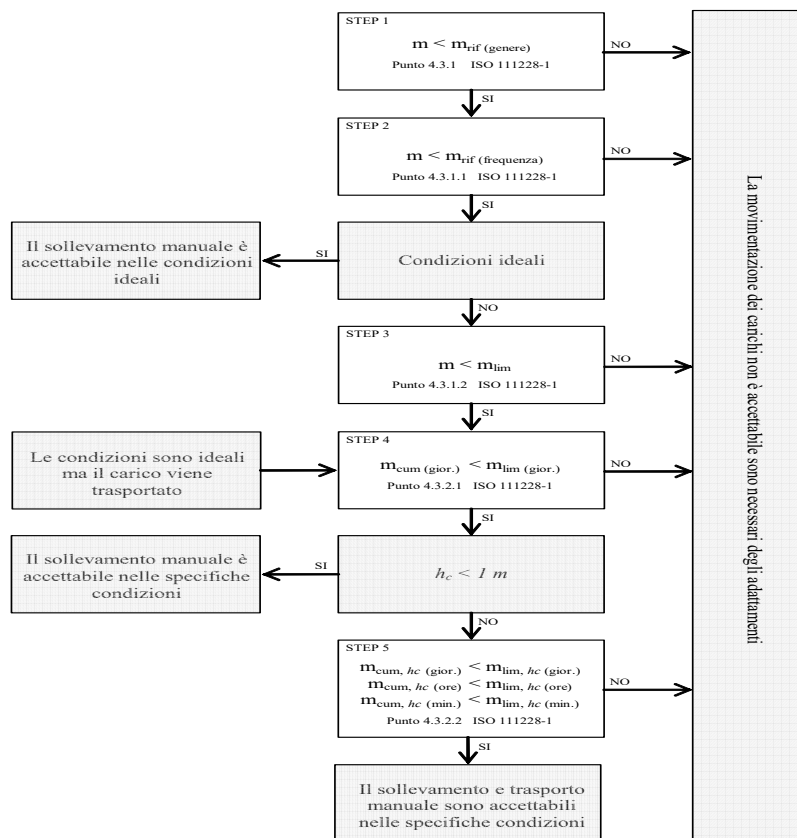 STEP 1
m < mrif (genere)
Punto 4.3.1 ISO 111228-1
NO
SI
STEP 2
m < mrif (frequenza)
Punto 4.3.1.1 ISO 111228-1
NO
SI
Il sollevamento manuale è
accettabile nelle condizioni
ideali
SI
Condizioni ideali
NO
STEP 3
m < mlim
Punto 4.3.1.2 ISO 111228-1
NO
SI
Le condizioni sono ideali
ma il carico viene
trasportato
STEP 4
mcum (gior.) < mlim (gior.)
Punto 4.3.2.1 ISO 111228-1
NO
SI
Il sollevamento manuale è
accettabile nelle specifiche
condizioni
SI
hc < 1 m
NO
STEP 5
mcum, hc (gior.) < mlim, hc (gior.)
mcum, hc (ore) < mlim, hc (ore)
mcum, hc (min.) < mlim, hc (min.)
Punto 4.3.2.2 ISO 111228-1
NO
SI
Il sollevamento e trasporto
manuale sono accettabili
nelle specifiche condizioni
La movimentazione dei carichi non è accettabile sono necessari degli adattamenti